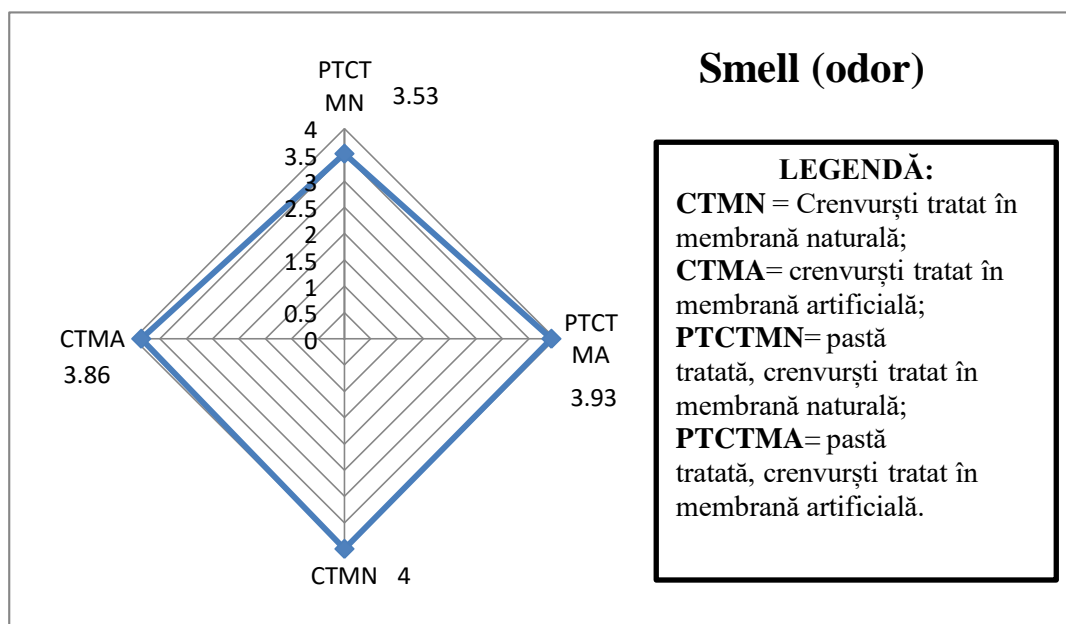 Smell (odor)
PTCT
MN
3.53
4
3.5
3
2.5
2
1.5
1
0.5
0
PTCT
MA
3.93
CTMN 4
CTMA
3.86
LEGENDĂ:
CTMN = Crenvurști tratat în
membrană naturală;
CTMA= crenvurști tratat în
membrană artificială;
PTCTMN= pastă
tratată, crenvurști tratat în
membrană naturală;
PTCTMA= pastă
tratată, crenvurști tratat în
membrană artificială.